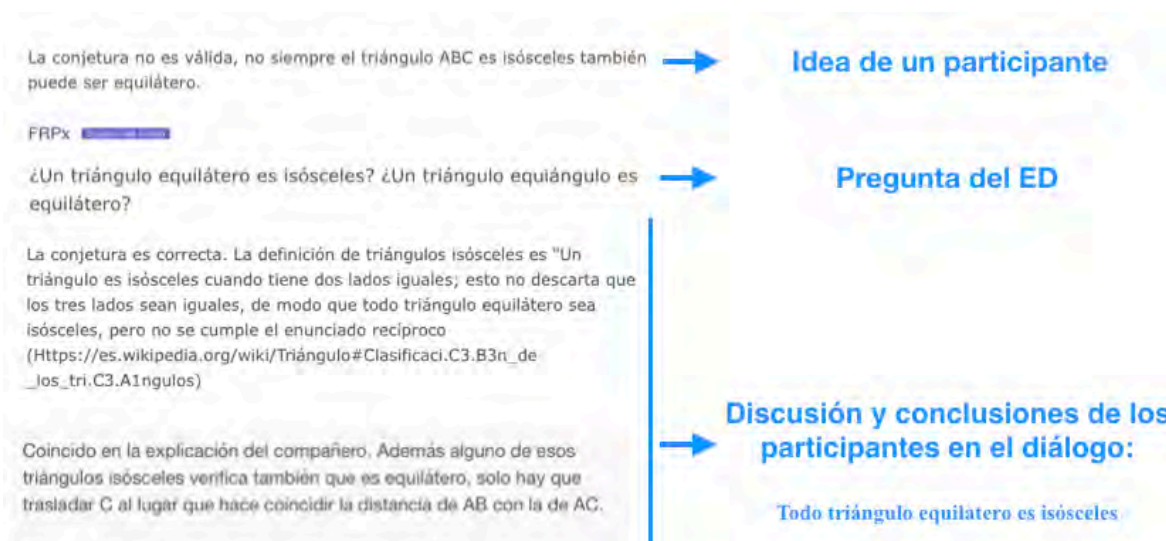 La conjetura no es válida, no siempre el triángulo ABC es isósceles también
puede ser equilátero.
Idea de un participante
FRPx
¿Un triángulo equilátero es isósceles? ¿Un triángulo equiángulo es
equilátero?
Pregunta del ED
La conjetura es correcta. La definición de triángulos isósceles es "Un
triángulo es isósceles cuando tiene dos lados iguales; esto no descarta que
los tres lados sean iguales, de modo que todo triángulo equilátero sea
isósceles, pero no se cumple el enunciado recíproco
(Https://es.wikipedia.org/wiki/Triángulo#Clasificaci.C3.B3n_de
_los_tri.C3.A1ngulos)
Coincido en la explicación del compañero. Además alguno de esos
triángulos isósceles verifica también que es equilátero, solo hay que
trasladar C al lugar que hace coincidir la distancia de AB con la de AC.
Discusión y conclusiones de los
participantes en el diálogo:
Todo triángulo equilatero es isósceles